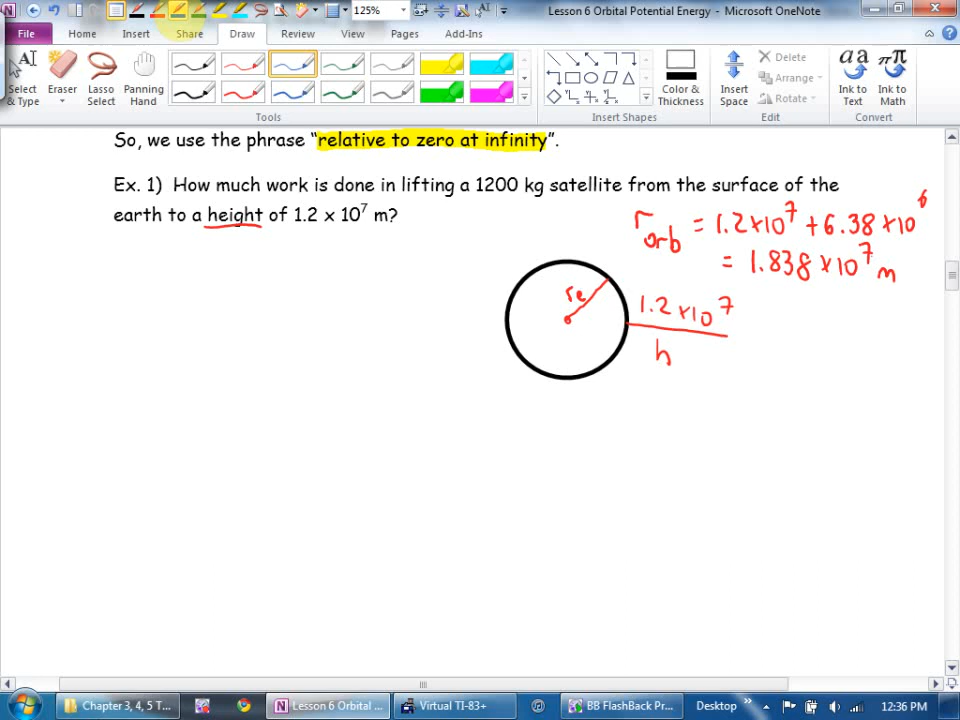 125%
Lesson 6 Orbital Potential Energy - Microsoft OneNote
File Home Insert Share Draw Review View Pages Add-Ins
Select & Type
Eraser
Lasso Select
Panning Hand
Color & Thickness
Insert Space
Delete
Arrange
Rotate
Ink to Text
Ink to Math
Tools
Insert Shapes
Edit
Convert
So, we use the phrase “relative to zero at infinity”.
Ex. 1) How much work is done in lifting a 1200 kg satellite from the surface of the
earth to a height of 1.2 x 10⁷ m?
r orb = 1.2×10⁷ + 6.38×10⁶
= 1.838×10⁷ m
re
1.2×10⁷
h
Chapter 3, 4, 5 T...
Lesson 6 Orbital ...
Virtual TI-83+
BB FlashBack Pr...
Desktop
12:36 PM